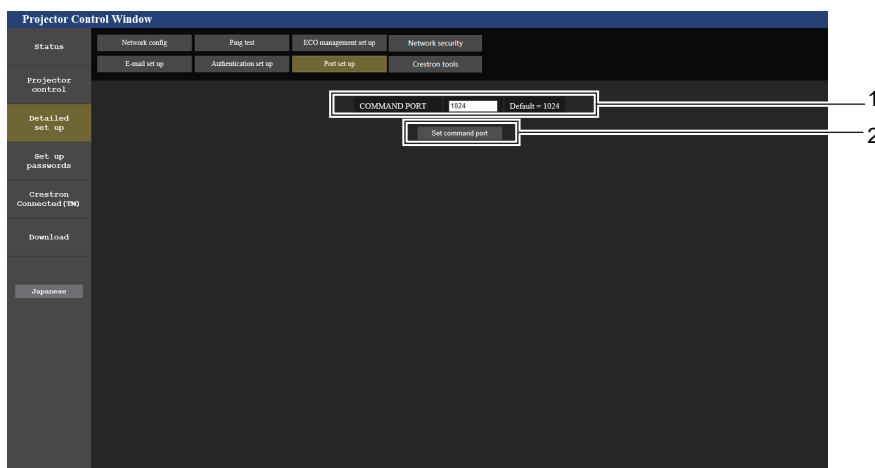 Projector Control Window
Status
Network config
Ping test
ECO management set up
Network security
E-mail set up
Authentication set up
Port set up
Crestron tools
Projector
control
Detailed
set up
Set up
passwords
Crestron
Connected(TM)
Download
Japanese
COMMAND PORT 1024 Default = 1024
1
Set command port
2